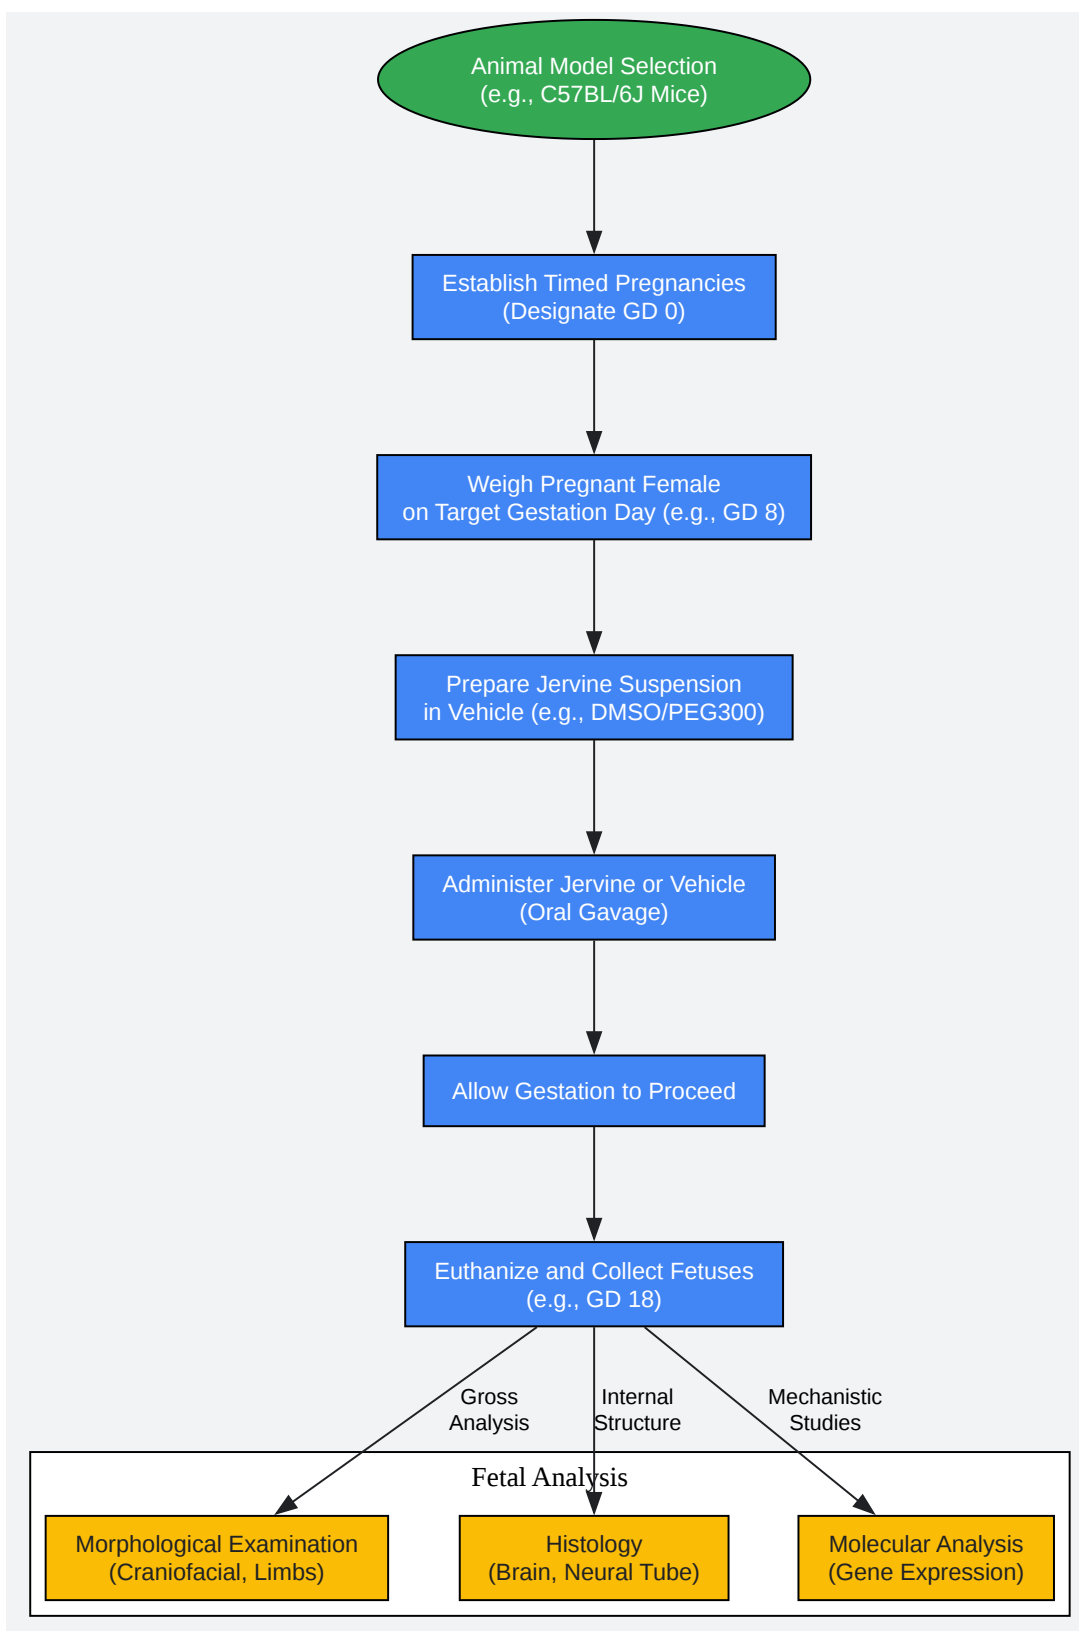 Animal Model Selection
(e.g., C57BL/6J Mice)
Establish Timed Pregnancies
(Designate GD 0)
Weigh Pregnant Female
on Target Gestation Day (e.g., GD 8)
Prepare Jervine Suspension
in Vehicle (e.g., DMSO/PEG300)
Administer Jervine or Vehicle
(Oral Gavage)
Allow Gestation to Proceed
Euthanize and Collect Fetuses
(e.g., GD 18)
Gross
Analysis
Internal
Structure
Mechanistic
Studies
Fetal Analysis
Morphological Examination
(Craniofacial, Limbs)
Histology
(Brain, Neural Tube)
Molecular Analysis
(Gene Expression)